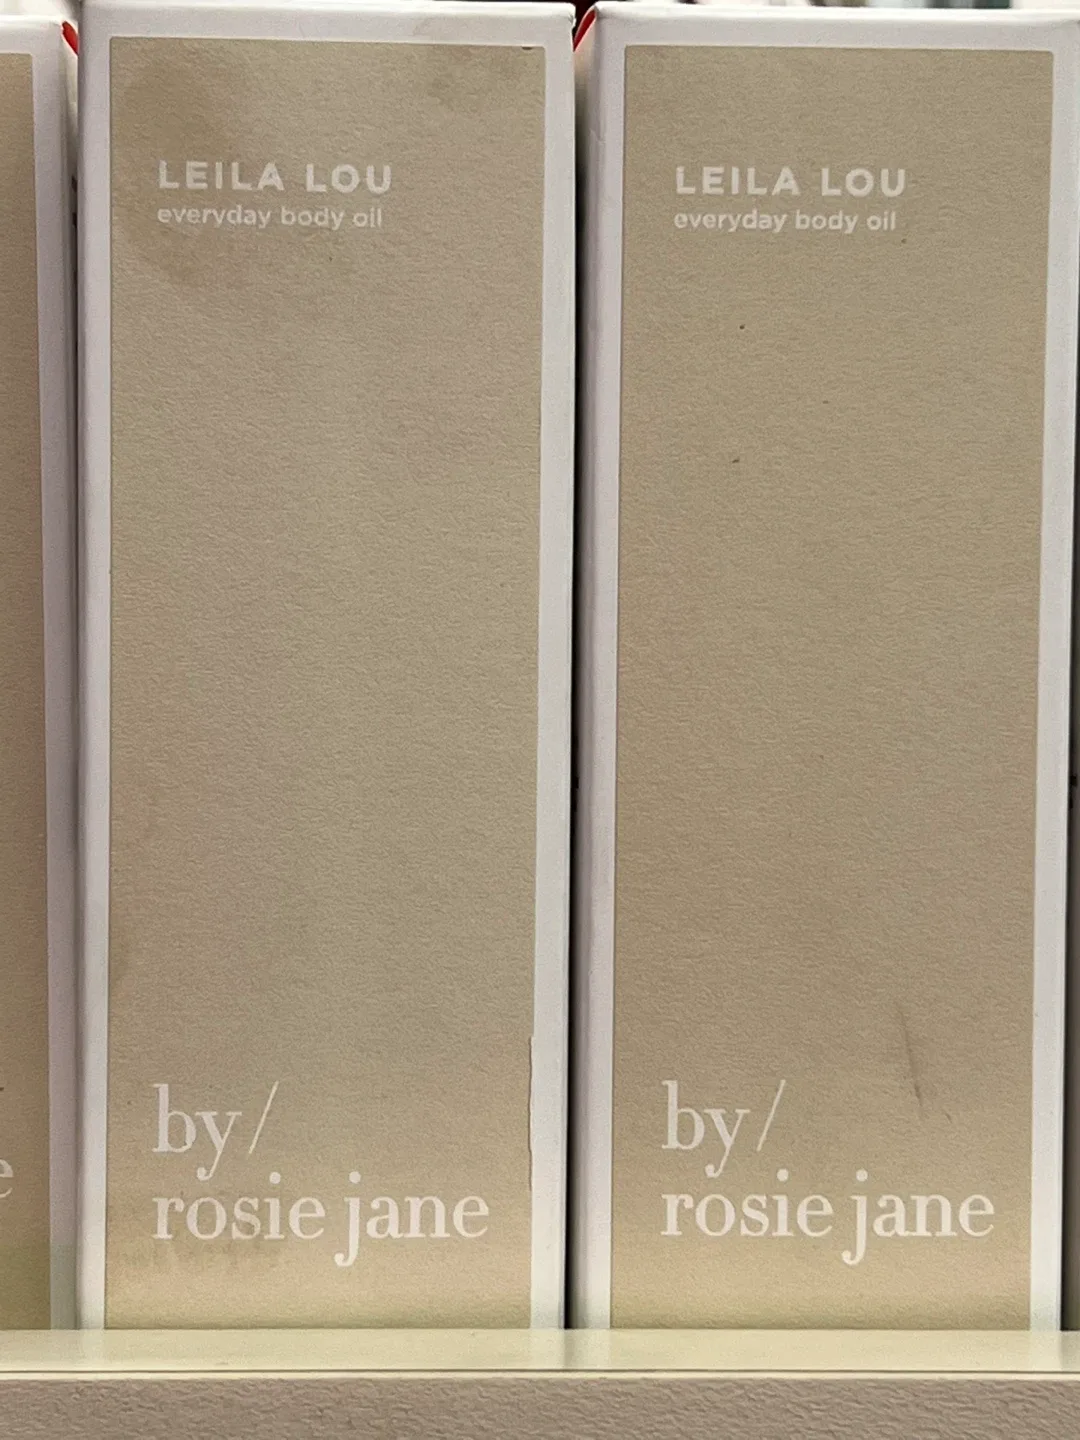 LEILA LOU
everyday body oil
by/
rosie jane
LEILA LOU
everyday body oil
by/
rosie jane
e